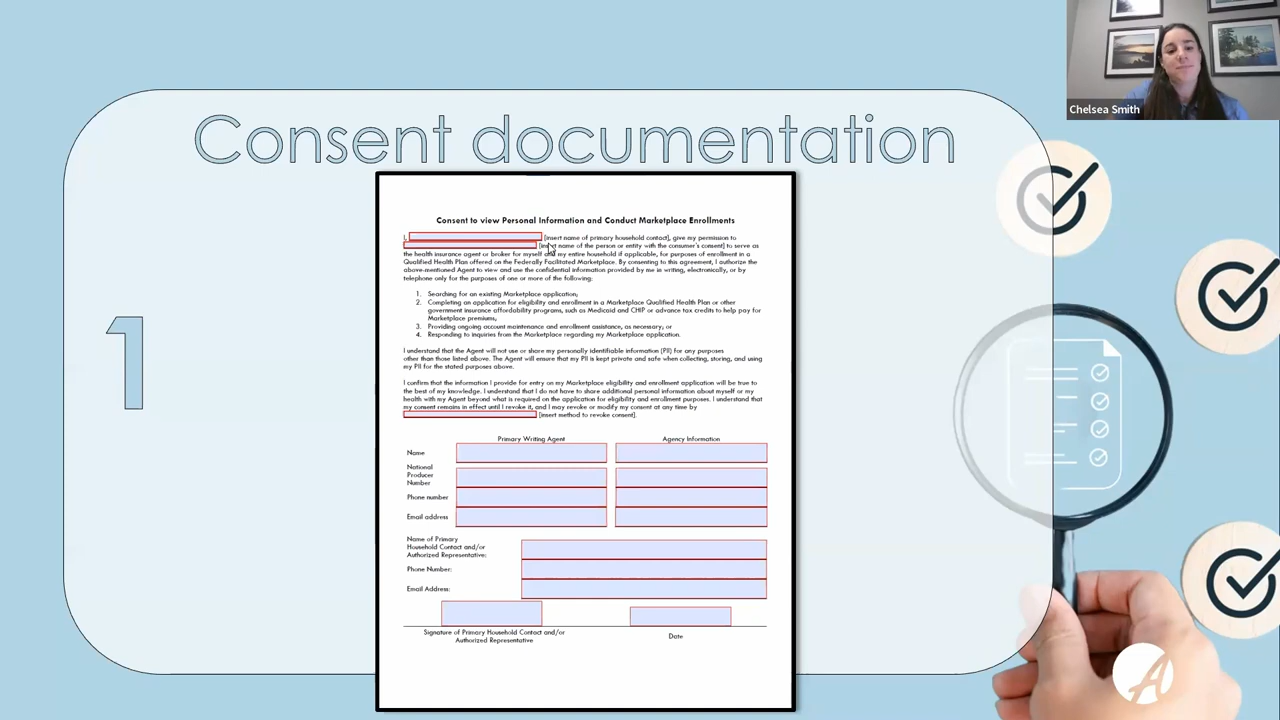 Chelsea Smith
Consent documentation
1
Consent to view Personal Information and Conduct Marketplace Enrollments
I, [insert name of primary household contact], give my permission to
[insert name of the person or entity with the consumer's consent] to serve as
the health insurance agent or broker for myself and my entire household if applicable, for purposes of enrollment in a
Qualified Health Plan offered on the Federally Facilitated Marketplace. By consenting to this agreement, I authorize the
above-mentioned Agent to view and use the confidential information provided by me in writing, electronically, or by
telephone only for the purposes of one or more of the following:
1. Searching for an existing Marketplace application;
2. Completing an application for eligibility and enrollment in a Marketplace Qualified Health Plan or other
government insurance affordability programs, such as Medicaid and CHIP or advance tax credits to help pay for
Marketplace premiums,
3. Providing ongoing account maintenance and enrollment assistance, as necessary; or
4. Responding to inquiries from the Marketplace regarding my Marketplace application.
I understand that the Agent will not use or share my personally identifiable information (PII) for any purposes
other than those listed above. The Agent will ensure that my PII is kept private and safe when collecting, storing, and using
my PII for the stated purposes above.
I confirm that the information I provide for entry on my Marketplace eligibility and enrollment application will be true to
the best of my knowledge. I understand that I do not have to share additional personal information about myself or my
health with my Agent beyond what is required on the application for eligibility and enrollment purposes. I understand that
my consent remains in effect until I revoke it, and I may revoke or modify my consent at any time by
[insert method to revoke consent].
Primary Writing Agent Agency Information
Name
National
Producer
Number
Phone number
Email address
Name of Primary
Household Contact and/or
Authorized Representative:
Phone Number:
Email Address:
Signature of Primary Household Contact and/or
Authorized Representative
Date